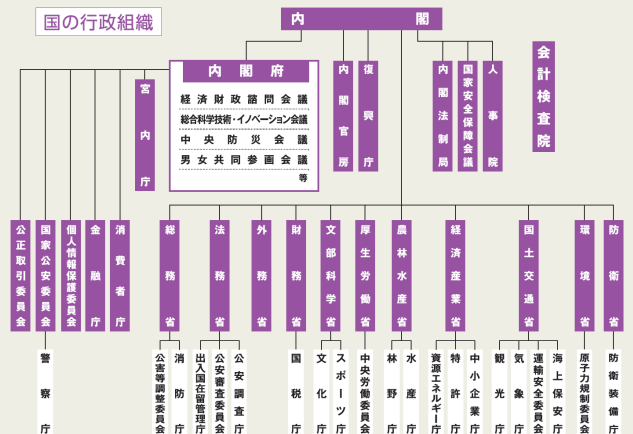 国の行政組織
内閣
内閣府
経済財政諮問会議
総合科学技術・イノベーション会議
中央防災会議
男女共同参画会議
等
宮内庁
内閣官房
復興庁
内閣法制局
国家安全保障会議
人事院
会計検査院
公正取引委員会
国家公安委員会
個人情報保護委員会
金融庁
消費者庁
総務省
法務省
外務省
財務省
文部科学省
厚生労働省
農林水産省
経済産業省
国土交通省
環境省
防衛省
警察庁
公害等調整委員会
消防庁
出入国在留管理庁
公安審査委員会
公安調査庁
国税庁
文化庁
スポーツ庁
中央労働委員会
林野庁
水産庁
資源エネルギー庁
特許庁
中小企業庁
観光庁
気象庁
運輸安全委員会
海上保安庁
原子力規制委員会
防衛装備庁